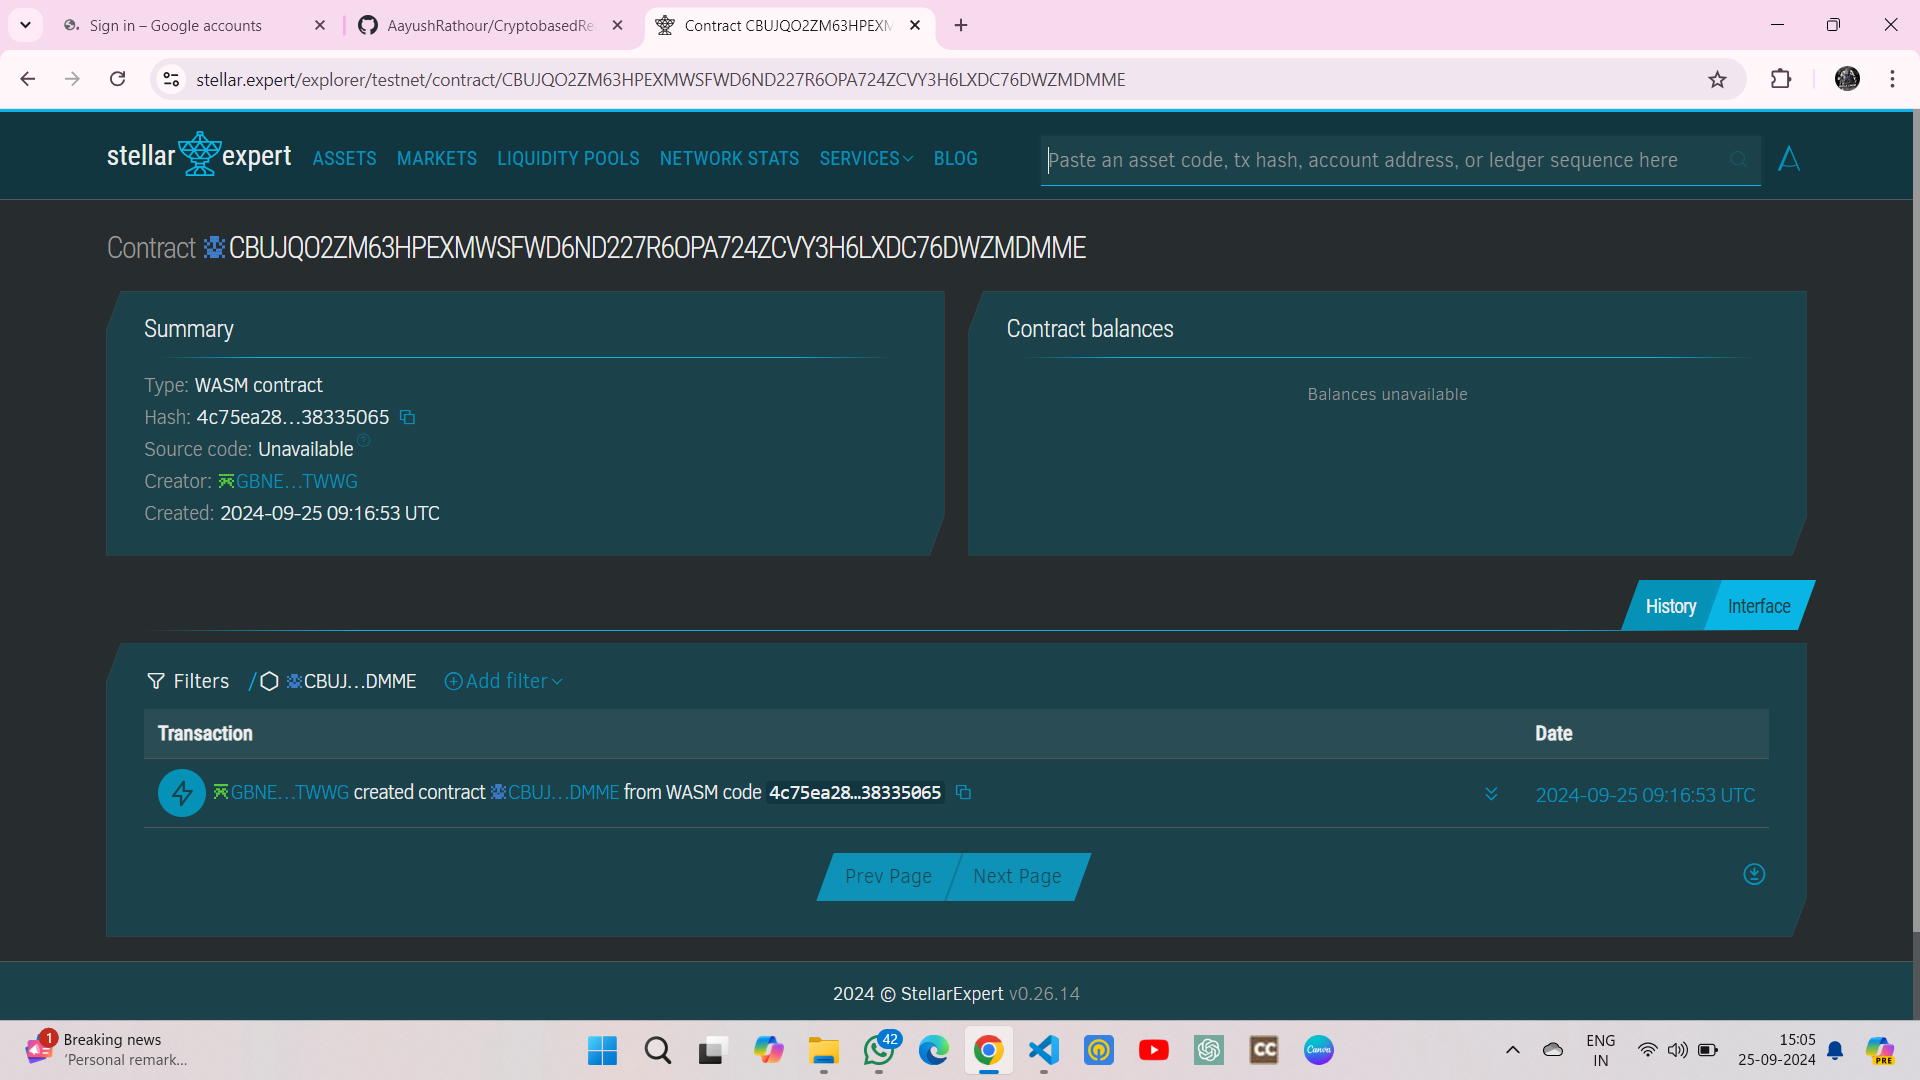 Sign in – Google accounts
AayushRathour/CryptobasedRe
Contract CBUJQO2ZM63HPEXM
stellar.expert/explorer/testnet/contract/CBUJQO2ZM63HPEXMWSFWD6ND227R6OPA724ZCVY3H6LXDC76DWZMDMME
stellar expert
ASSETS
MARKETS
LIQUIDITY POOLS
NETWORK STATS
SERVICES
BLOG
Paste an asset code, tx hash, account address, or ledger sequence here
Contract CBUJQO2ZM63HPEXMWSFWD6ND227R6OPA724ZCVY3H6LXDC76DWZMDMME
Summary
Type: WASM contract
Hash: 4c75ea28…38335065
Source code: Unavailable ?
Creator: GBNE…TWWG
Created: 2024-09-25 09:16:53 UTC
Contract balances
Balances unavailable
History
Interface
Filters / CBUJ…DMME Add filter
Transaction
Date
GBNE…TWWG created contract CBUJ…DMME from WASM code 4c75ea28…38335065
2024-09-25 09:16:53 UTC
Prev Page
Next Page
2024 © StellarExpert v0.26.14
1
Breaking news
'Personal remark...
42
CC
Canva
ENG
IN
15:05
25-09-2024
PRE